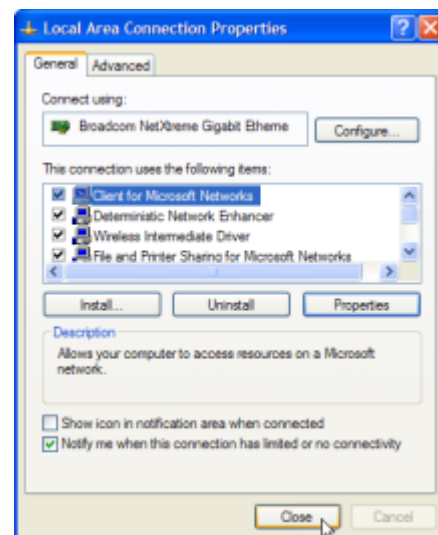 Local Area Connection Properties
General Advanced
Connect using:
Broadcom NetXtreme Gigabit Etherne
Configure...
This connection uses the following items:
Client for Microsoft Networks
Deterministic Network Enhancer
Wireless Intermediate Driver
File and Printer Sharing for Microsoft Networks
Install... Uninstall Properties
Description
Allows your computer to access resources on a Microsoft
network.
Show icon in notification area when connected
Notify me when this connection has limited or no connectivity
Close Cancel